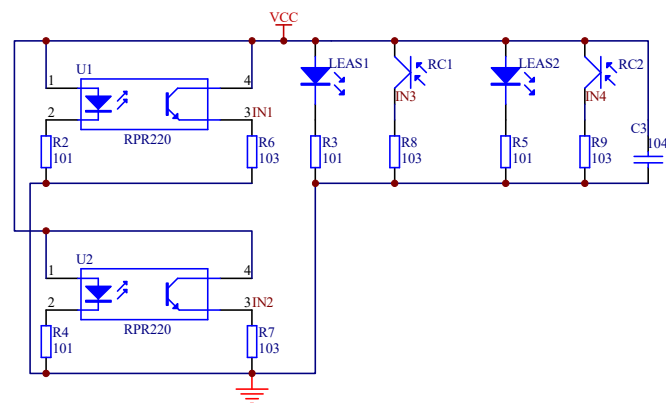 VCC
U1
LEAS1
RC1
LEAS2
RC2
1
4
IN3
IN4
2
3
IN1
C3
104
RPR220
R2
101
R6
103
R3
101
R8
103
R5
101
R9
103
U2
1
4
2
3
IN2
RPR220
R4
101
R7
103